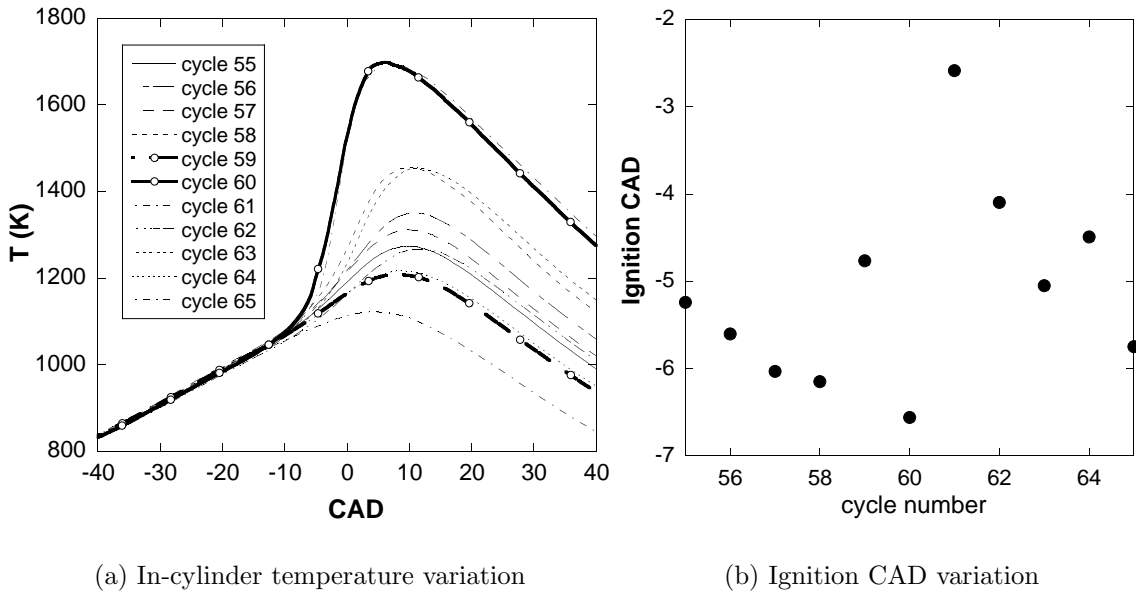 1800
1600
1400
1200
1000
800
T (K)
cycle 55
cycle 56
cycle 57
cycle 58
cycle 59
cycle 60
cycle 61
cycle 62
cycle 63
cycle 64
cycle 65
-40 -30 -20 -10 0 10 20 30 40
CAD
-2
-3
-4
-5
-6
-7
Ignition CAD
56 58 60 62 64
cycle number
(a) In-cylinder temperature variation
(b) Ignition CAD variation